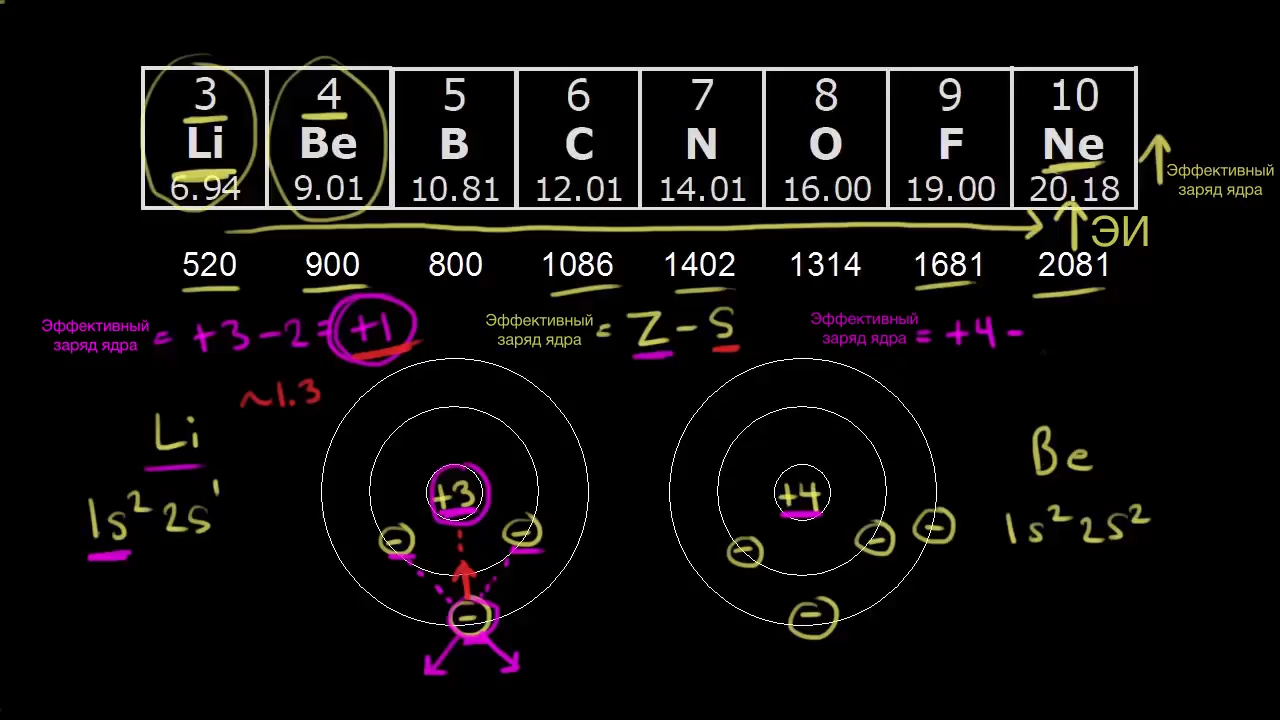 3 4 5 6 7 8 9 10
Li Be B C N O F Ne
6.94 9.01 10.81 12.01 14.01 16.00 19.00 20.18
Эффективный
заряд ядра
ЭИ
520 900 800 1086 1402 1314 1681 2081
Эффективный
заряд ядра = +3 - 2 = +1
Эффективный
заряд ядра = Z - S
Эффективный
заряд ядра = +4 -
~1.3
Li
1s² 2s¹
+3
-
-
-
+4
-
-
-
-
Be
1s² 2s²